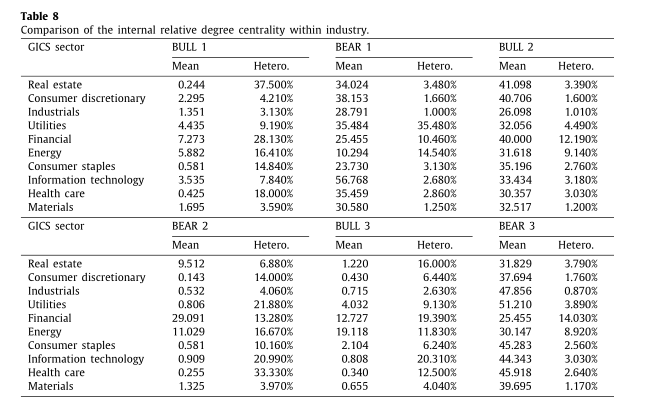 Table 8
Comparison of the internal relative degree centrality within industry.
GICS sector BULL 1 BEAR 1 BULL 2
Mean Hetero. Mean Hetero. Mean Hetero.
Real estate 0.244 37.500% 34.024 3.480% 41.098 3.390%
Consumer discretionary 2.295 4.210% 38.153 1.660% 40.706 1.600%
Industrials 1.351 3.130% 28.791 1.000% 26.098 1.010%
Utilities 4.435 9.190% 35.484 35.480% 32.056 4.490%
Financial 7.273 28.130% 25.455 10.460% 40.000 12.190%
Energy 5.882 16.410% 10.294 14.540% 31.618 9.140%
Consumer staples 0.581 14.840% 23.730 3.130% 35.196 2.760%
Information technology 3.535 7.840% 56.768 2.680% 33.434 3.180%
Health care 0.425 18.000% 35.459 2.860% 30.357 3.030%
Materials 1.695 3.590% 30.580 1.250% 32.517 1.200%
GICS sector BEAR 2 BULL 3 BEAR 3
Mean Hetero. Mean Hetero. Mean Hetero.
Real estate 9.512 6.880% 1.220 16.000% 31.829 3.790%
Consumer discretionary 0.143 14.000% 0.430 6.440% 37.694 1.760%
Industrials 0.532 4.060% 0.715 2.630% 47.856 0.870%
Utilities 0.806 21.880% 4.032 9.130% 51.210 3.890%
Financial 29.091 13.280% 12.727 19.390% 25.455 14.030%
Energy 11.029 16.670% 19.118 11.830% 30.147 8.920%
Consumer staples 0.581 10.160% 2.104 6.240% 45.283 2.560%
Information technology 0.909 20.990% 0.808 20.310% 44.343 3.030%
Health care 0.255 33.330% 0.340 12.500% 45.918 2.640%
Materials 1.325 3.970% 0.655 4.040% 39.695 1.170%